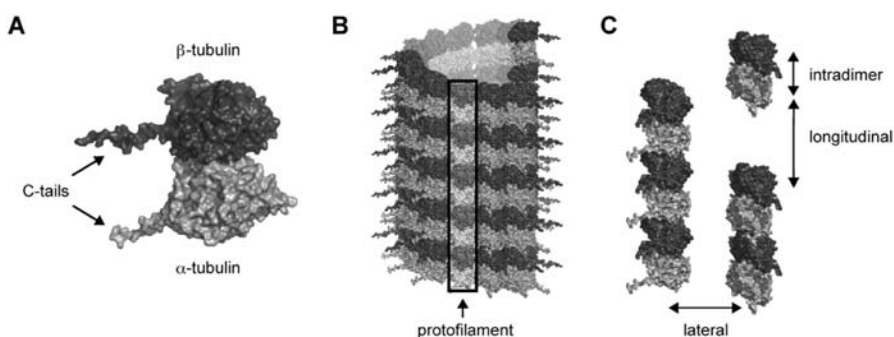 A
β-tubulin
C-tails
α-tubulin
B
protofilament
C
intradimer
longitudinal
lateral